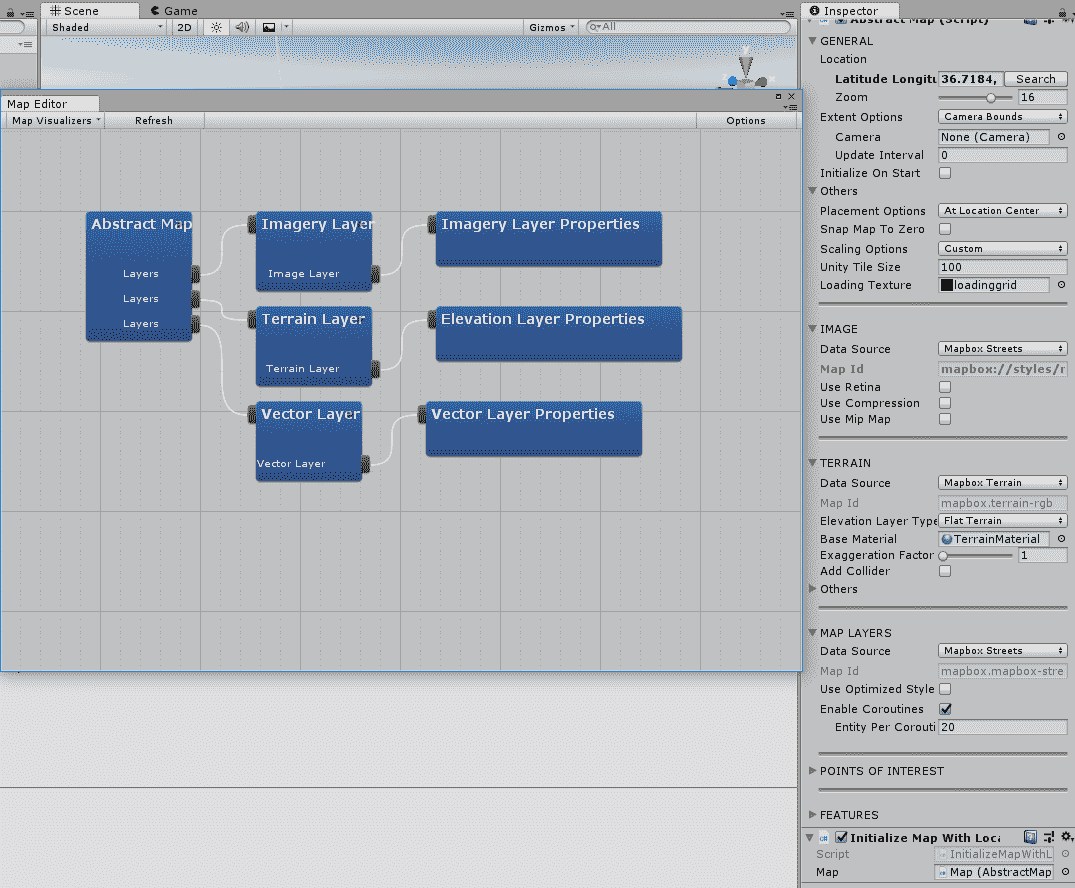 Scene
Game
Shaded
2D
Gizmos
All
Map Editor
Map Visualizers
Refresh
Options
Abstract Map
Layers
Layers
Layers
Imagery Layer
Image Layer
Imagery Layer Properties
Terrain Layer
Terrain Layer
Elevation Layer Properties
Vector Layer
Vector Layer
Vector Layer Properties
Inspector
Abstract Map (Script)
GENERAL
Location
Latitude Longitu 36.7184, Search
Zoom 16
Extent Options Camera Bounds
Camera None (Camera)
Update Interval 0
Initialize On Start
Others
Placement Options At Location Center
Snap Map To Zero
Scaling Options Custom
Unity Tile Size 100
Loading Texture loadinggrid
IMAGE
Data Source Mapbox Streets
Map Id mapbox://styles/r
Use Retina
Use Compression
Use Mip Map
TERRAIN
Data Source Mapbox Terrain
Map Id mapbox.terrain-rgb
Elevation Layer Type Flat Terrain
Base Material TerrainMaterial
Exaggeration Factor 1
Add Collider
Others
MAP LAYERS
Data Source Mapbox Streets
Map Id mapbox.mapbox-stre
Use Optimized Style
Enable Coroutines
Entity Per Corouti 20
POINTS OF INTEREST
FEATURES
Initialize Map With Loca
Script InitializeMapWithL
Map Map (AbstractMap